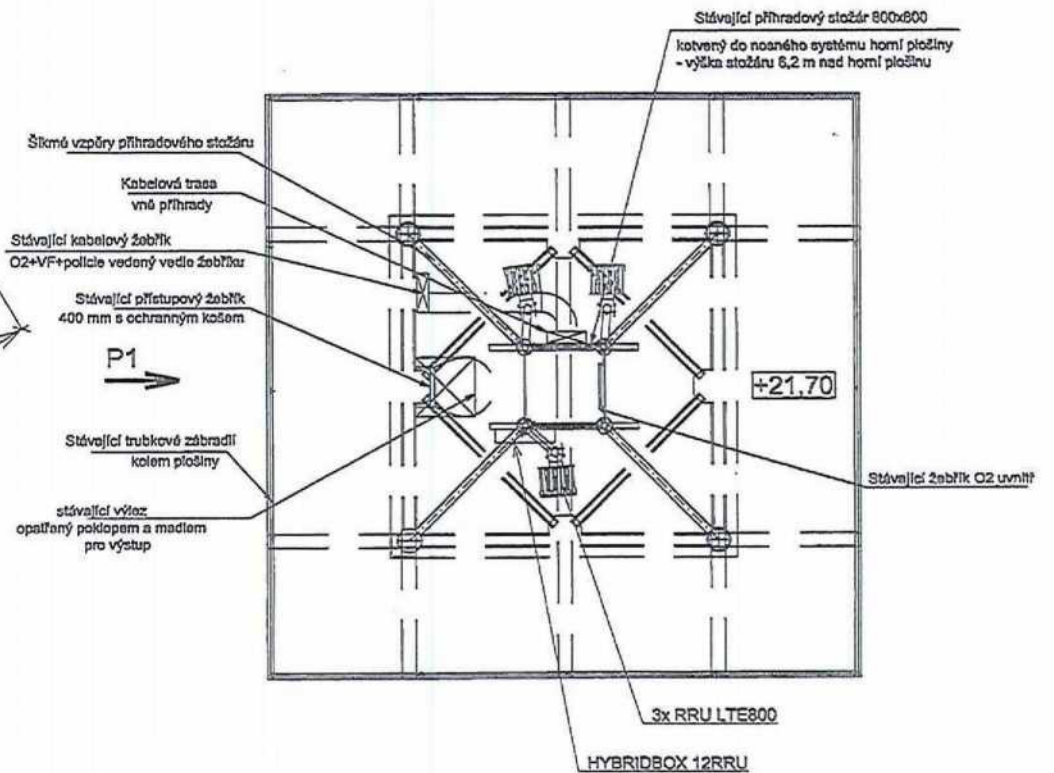 Stávající příhradový stožár 800x800
kotvený do nosného systému horní plošiny
- výška stožáru 6,2 m nad horní plošinu
Šikmé vzpěry příhradového stožáru
Kabelová trasa
vně příhrady
Stávající kabelový žebřík
O2+VF+policie vedený vedle žebříku
Stávající přístupový žebřík
400 mm s ochranným košem
P1
+21,70
Stávající trubkové zábradlí
kolem plošiny
Stávající žebřík O2 uvnitř
stávající výlez
opatřený poklopem a madlem
pro výstup
3x RRU LTE800
HYBRIDBOX 12RRU